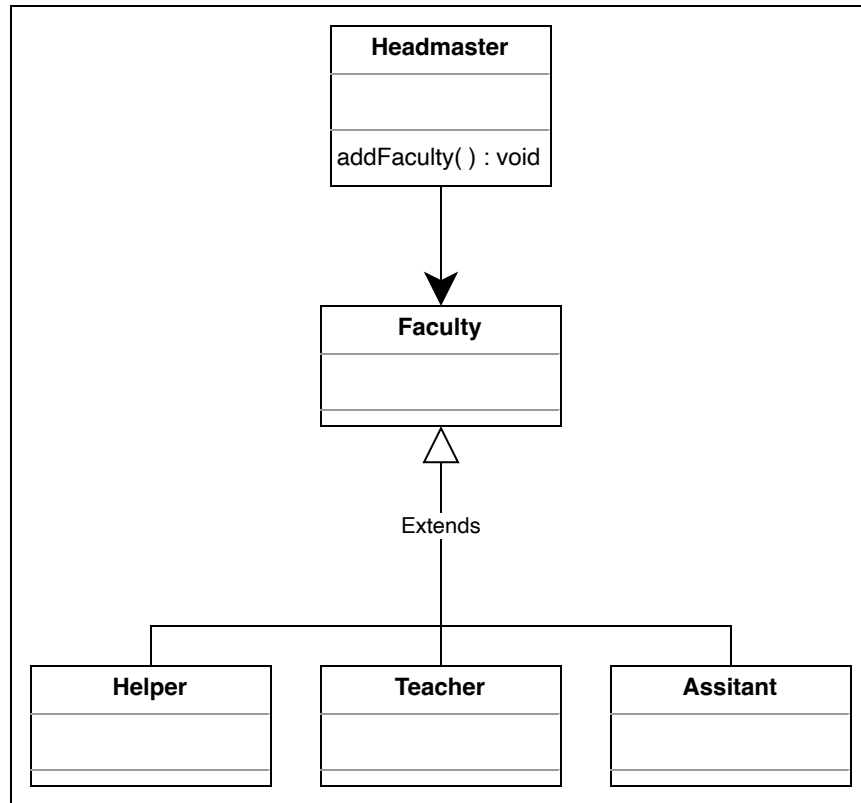 Headmaster
addFaculty( ) : void
Faculty
Extends
Helper
Teacher
Assitant